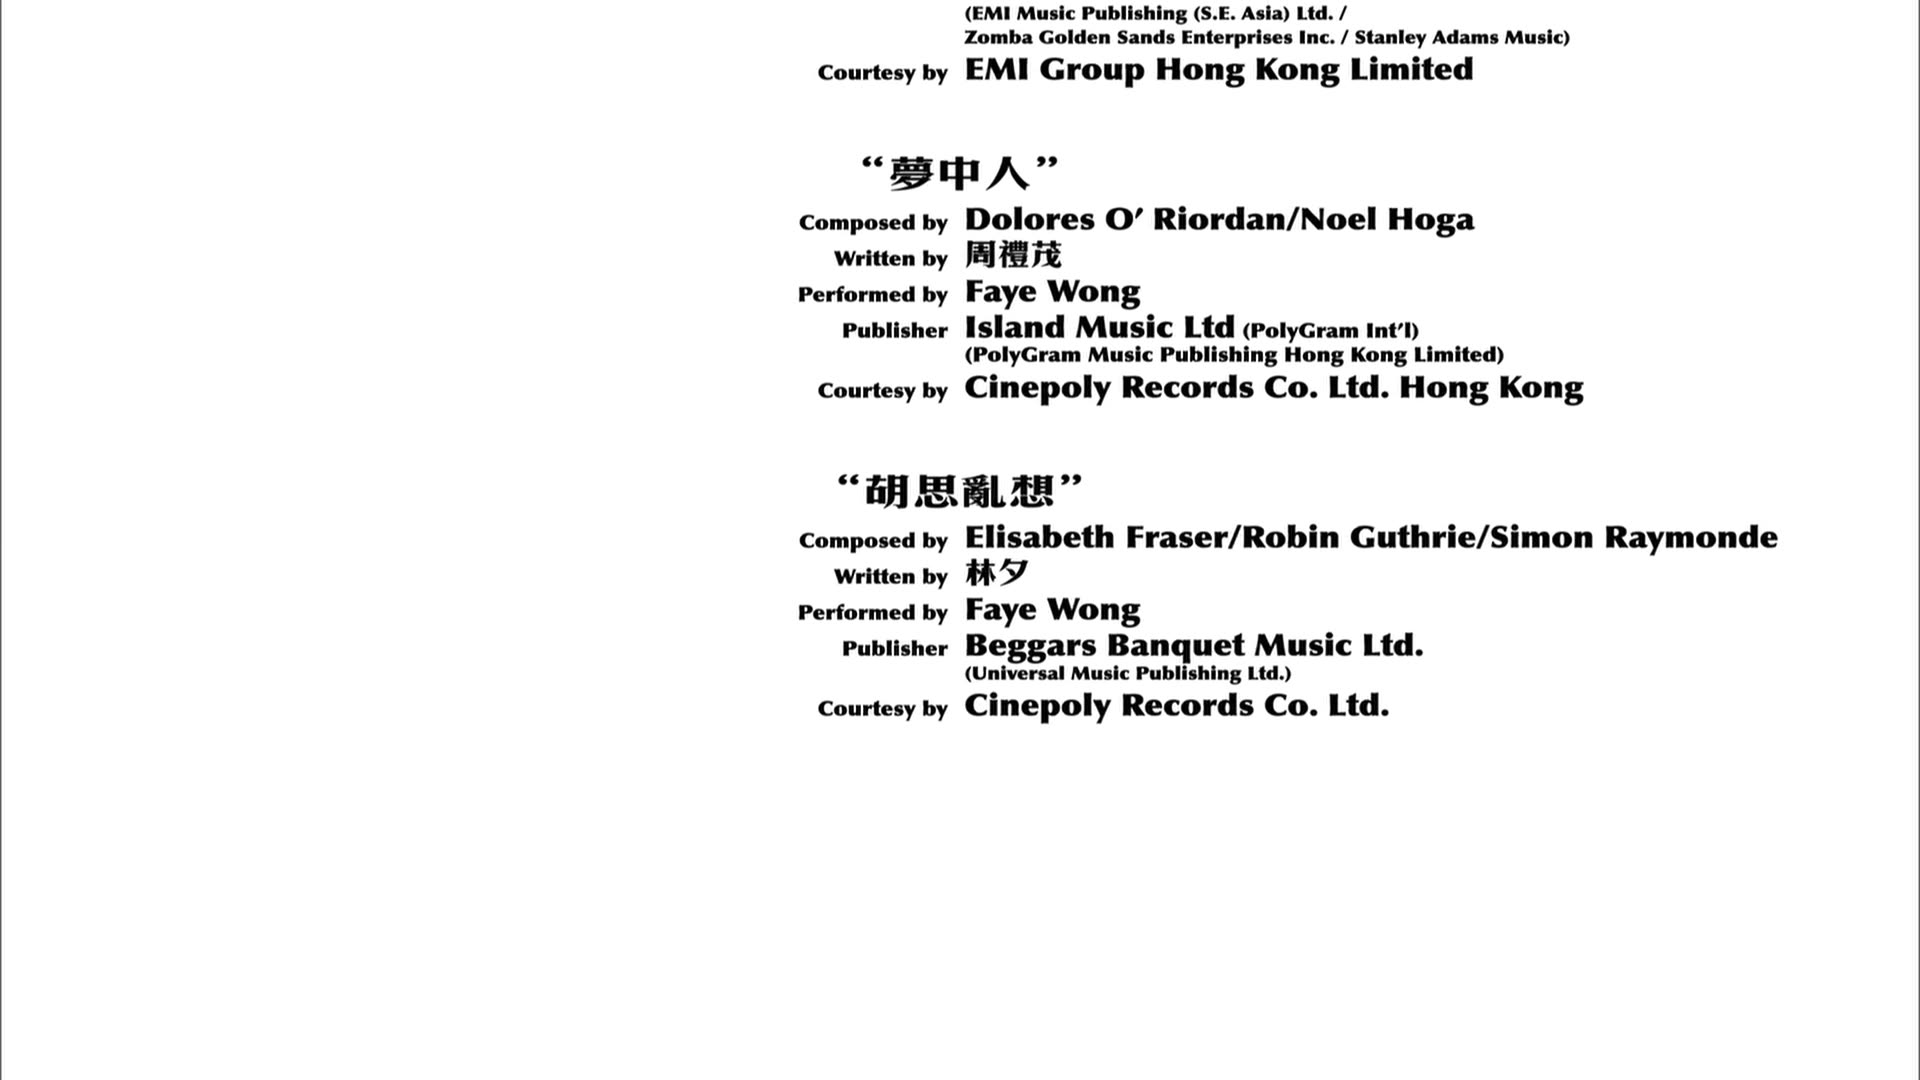 (EMI Music Publishing (S.E. Asia) Ltd. /
Zomba Golden Sands Enterprises Inc. / Stanley Adams Music)
Courtesy by EMI Group Hong Kong Limited
“夢中人”
Composed by Dolores O’ Riordan/Noel Hoga
Written by 周禮茂
Performed by Faye Wong
Publisher Island Music Ltd (PolyGram Int’l)
(PolyGram Music Publishing Hong Kong Limited)
Courtesy by Cinepoly Records Co. Ltd. Hong Kong
“胡思亂想”
Composed by Elisabeth Fraser/Robin Guthrie/Simon Raymonde
Written by 林夕
Performed by Faye Wong
Publisher Beggars Banquet Music Ltd.
(Universal Music Publishing Ltd.)
Courtesy by Cinepoly Records Co. Ltd.